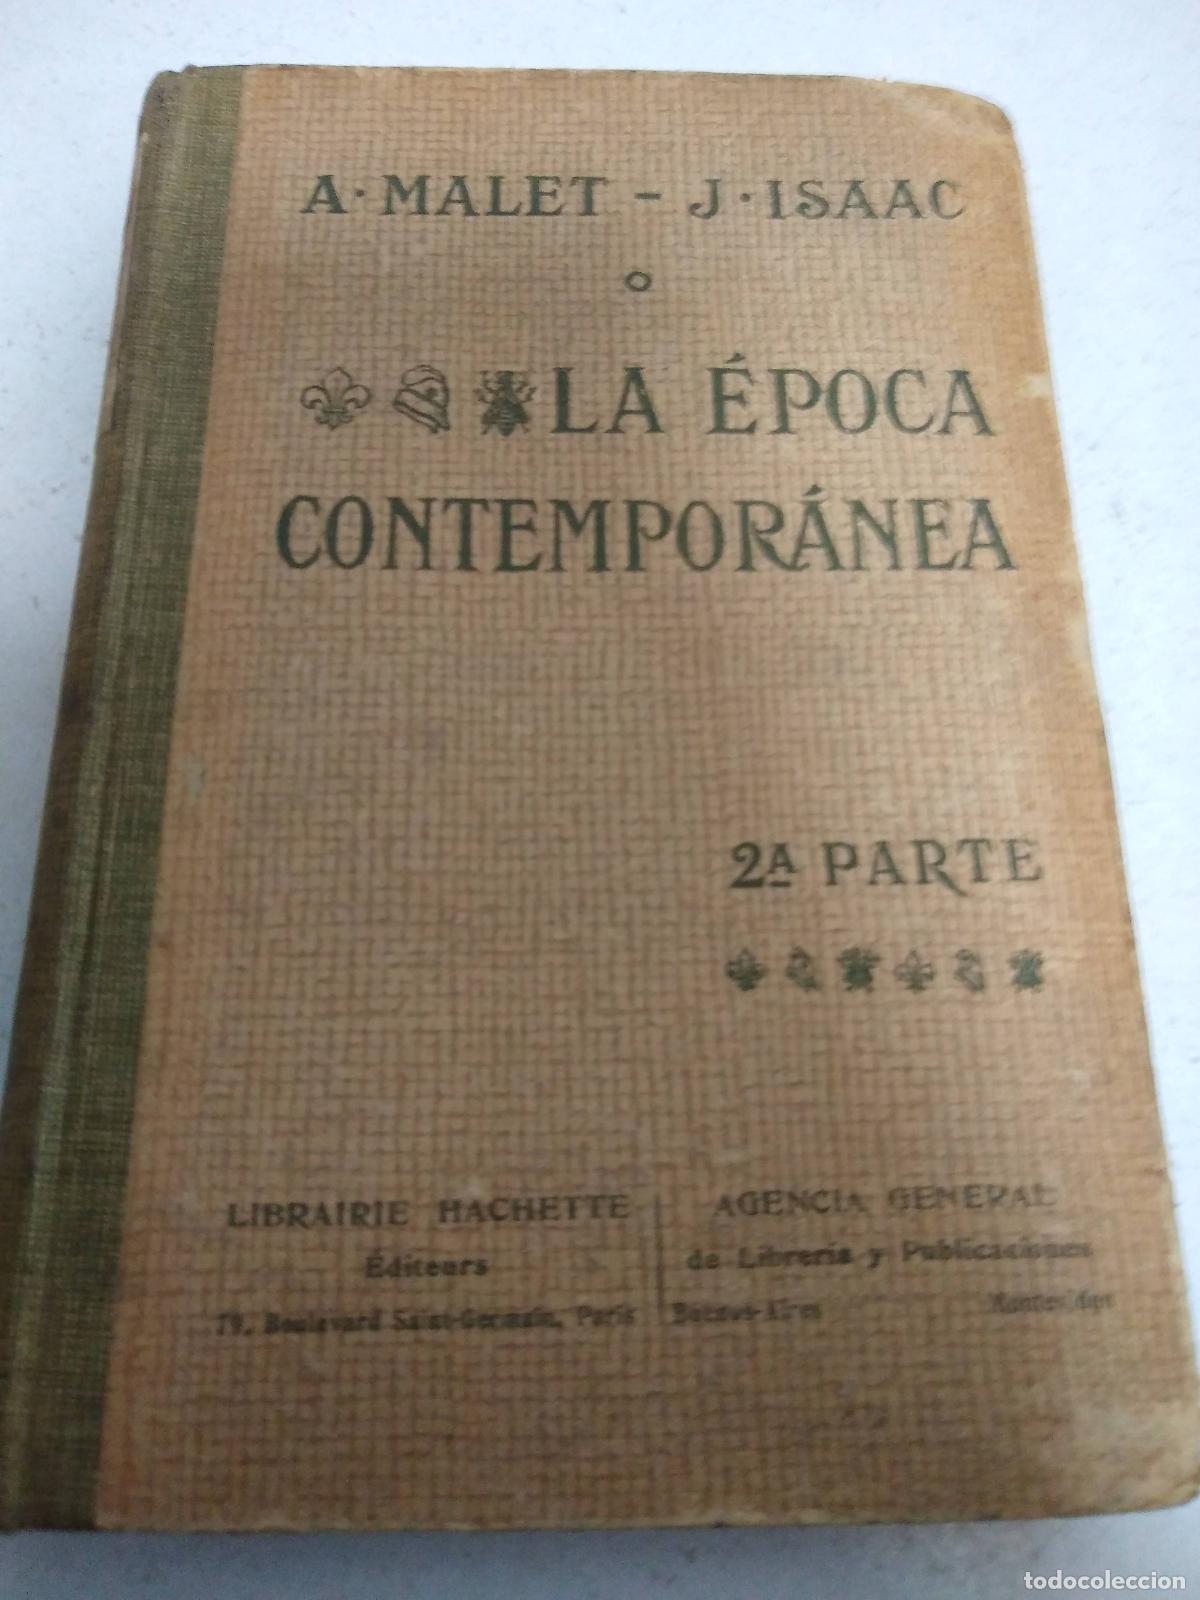 A · MALET - J · ISAAC
LA ÉPOCA
CONTEMPORÁNEA
2ª PARTE
LIBRAIRIE HACHETTE
Éditeurs
79, Boulevard Saint-Germain, Paris
AGENCIA GENERAL
de Librería y Publicaciones
Buenos-Aires Montevideo
todocoleccion